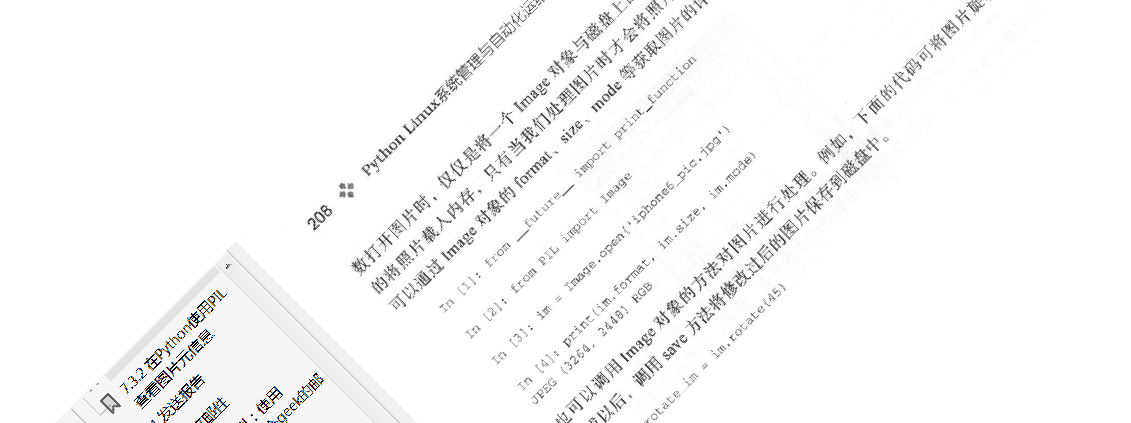 208 Python Linux系统管理与自动化运
数打开图片时，仅仅是将一个 Image 对象与磁盘上
的将照片载入内存，只有当我们处理图片时才会将照
可以通过 Image 对象的 format、size、mode 等获取图片的
In [1]: from __future__ import print_function
In [2]: from PIL import Image
In [3]: im = Image.open('iphone6_pic.jpg')
In [4]: print(im.format, im.size, im.mode)
JPEG (3264, 2448) RGB
也可以调用 Image 对象的方法对图片进行处理。例如，下面的代码可将图片旋
以后，调用 save 方法将修改过后的图片保存到磁盘中。
rotate_im = im.rotate(45)
7.3.2 在Python使用PIL
查看图片元信息
发送报告
邮件
：使用
geek的邮